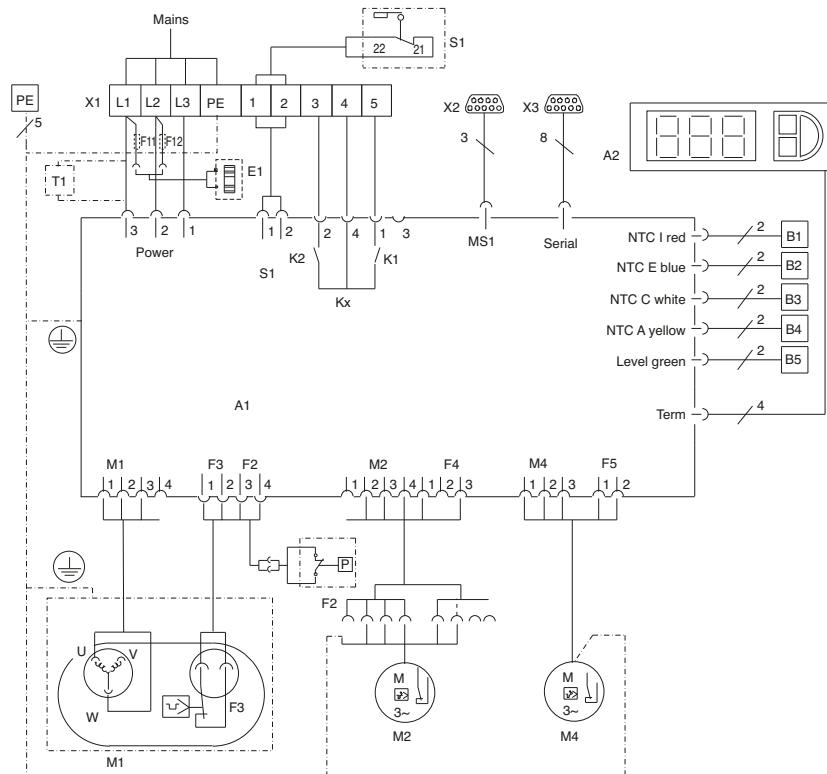 Mains
22 21 S1
PE
5
X1 L1 L2 L3 PE 1 2 3 4 5
X2 X3
3 8
A2
F11 F12
T1
E1
3 2 1
Power
1 2
S1
2 4 1 3
K2 K1
Kx
MS1 Serial
NTC I red 2 B1
NTC E blue 2 B2
NTC C white 2 B3
NTC A yellow 2 B4
Level green 2 B5
A1
Term 4
M1 F3 F2 M2 F4 M4 F5
1 2 3 4 1 2 3 4 1 2 3 4 1 2 3 1 2 3 1 2
P
F2
U V
W
F3
M
3~
M
3~
M1
M2
M4